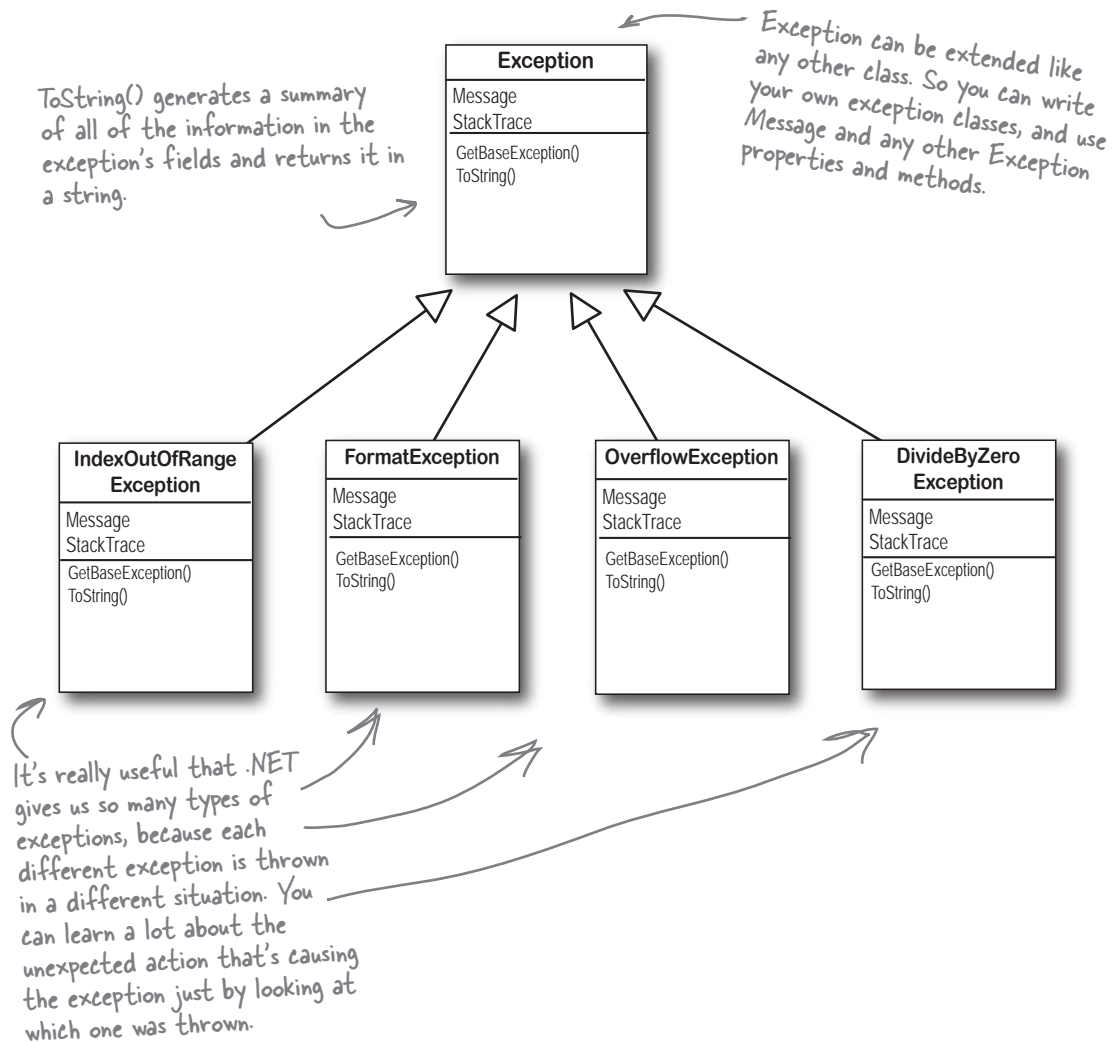 Exception can be extended like
any other class. So you can write
your own exception classes, and use
Message and any other Exception
properties and methods.
ToString() generates a summary
of all of the information in the
exception's fields and returns it in
a string.
Exception
Message
StackTrace
GetBaseException()
ToString()
IndexOutOfRange
Exception
Message
StackTrace
GetBaseException()
ToString()
FormatException
Message
StackTrace
GetBaseException()
ToString()
OverflowException
Message
StackTrace
GetBaseException()
ToString()
DivideByZero
Exception
Message
StackTrace
GetBaseException()
ToString()
It's really useful that .NET
gives us so many types of
exceptions, because each
different exception is thrown
in a different situation. You
can learn a lot about the
unexpected action that's causing
the exception just by looking at
which one was thrown.